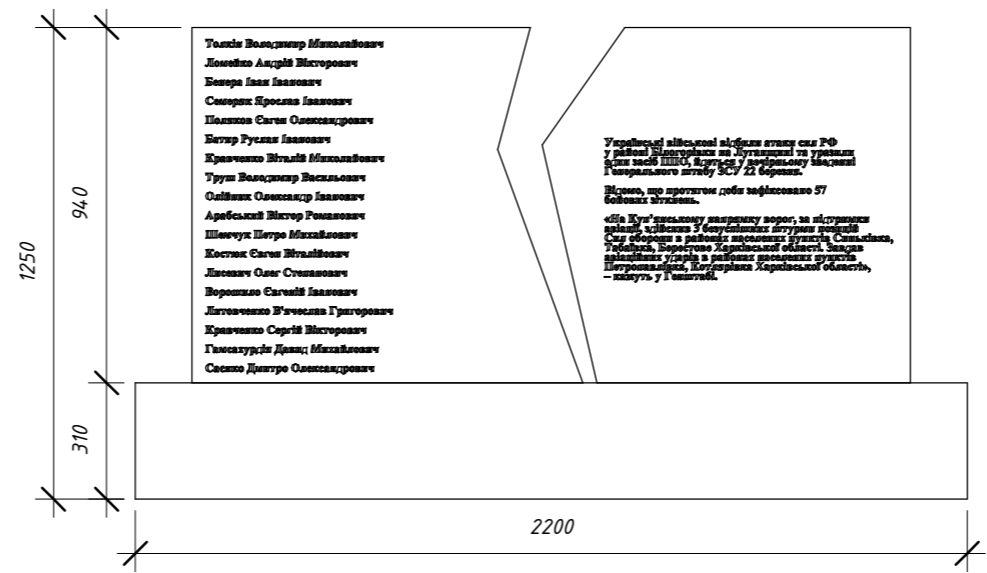 Толкін Володимир Миколайович
Ломейко Андрій Вікторович
Бенера Іван Іванович
Семеряк Ярослав Іванович
Поляков Євген Олександрович
Батир Руслан Іванович
Кравченко Віталій Миколайович
Труш Володимир Васильович
Олійник Олександр Іванович
Арабський Віктор Романович
Шемчук Петро Михайлович
Костюк Євген Віталійович
Лисевич Олег Степанович
Ворошило Євгеній Іванович
Литовченко В'ячеслав Григорович
Кравченко Сергій Вікторович
Гамсахурдія Давид Михайлович
Саєнко Дмитро Олександрович
Українські військові відбили атаки сил РФ
у районі Білогорівки на Луганщині та уразили
один засіб ППО, йдеться у вечірньому зведенні
Генерального штабу ЗСУ 22 березня.
Відомо, що протягом доби зафіксовано 57
бойових зіткнень.
«На Куп’янському напрямку ворог, за підтримки
авіації, здійснив 3 безуспішних штурми позицій
Сил оборони в районах населених пунктів Синьківка,
Табаївка, Берестове Харківської області. Завдав
авіаційних ударів в районах населених пунктів
Петропавлівка, Котлярівка Харківської області»,
– кажуть у Генштабі.
1250
940
310
2200